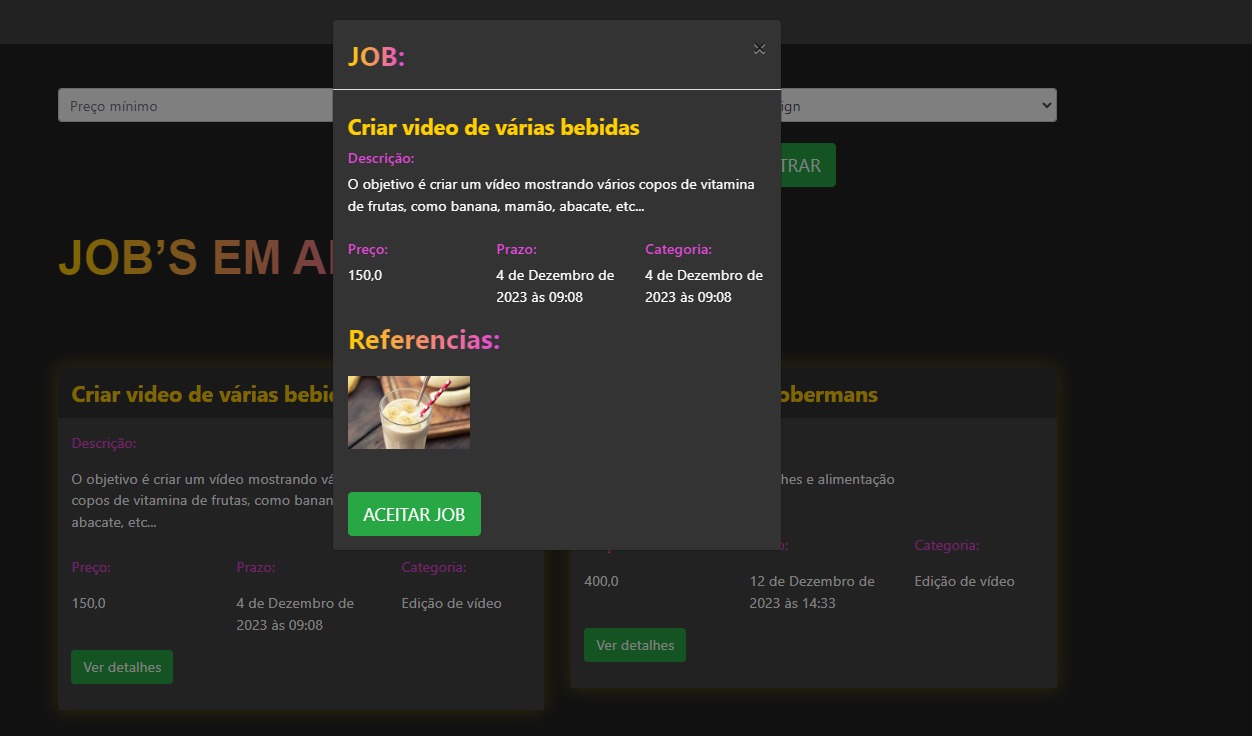 JOB:
×
Criar video de várias bebidas
Descrição:
O objetivo é criar um vídeo mostrando vários copos de vitamina
de frutas, como banana, mamão, abacate, etc...
Preço:
Prazo:
Categoria:
150,0
4 de Dezembro de
2023 às 09:08
4 de Dezembro de
2023 às 09:08
Referencias:
ACEITAR JOB
Preço mínimo
ign
TRAR
JOB’S EM A
Criar video de várias bebid
Descrição:
O objetivo é criar um vídeo mostrando vá
copos de vitamina de frutas, como banan
abacate, etc...
Preço:
Prazo:
Categoria:
150,0
4 de Dezembro de
2023 às 09:08
Edição de vídeo
Ver detalhes
obermans
hes e alimentação
o:
Categoria:
400,0
12 de Dezembro de
2023 às 14:33
Edição de vídeo
Ver detalhes